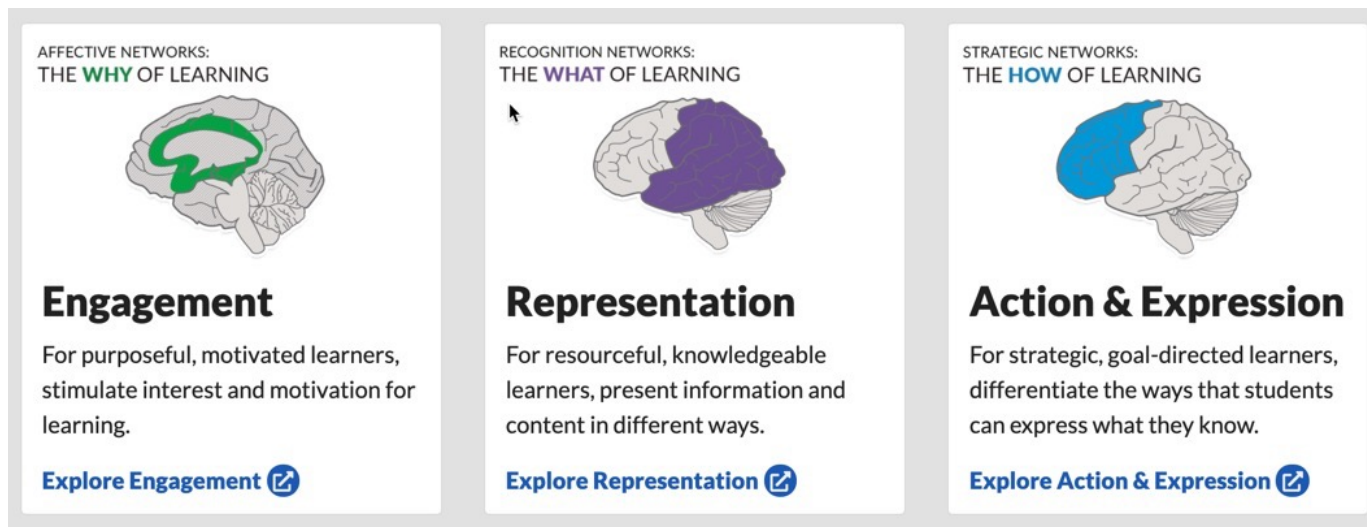 AFFECTIVE NETWORKS:
THE WHY OF LEARNING
Engagement
For purposeful, motivated learners,
stimulate interest and motivation for
learning.
Explore Engagement
RECOGNITION NETWORKS:
THE WHAT OF LEARNING
Representation
For resourceful, knowledgeable
learners, present information and
content in different ways.
Explore Representation
STRATEGIC NETWORKS:
THE HOW OF LEARNING
Action & Expression
For strategic, goal-directed learners,
differentiate the ways that students
can express what they know.
Explore Action & Expression